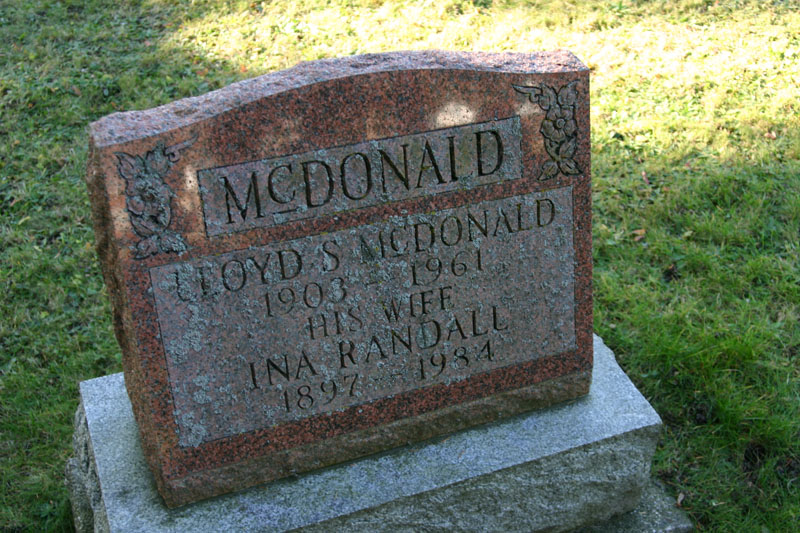 McDONALD
LLOYD S. McDONALD
1903 - 1961
HIS WIFE
INA RANDALL
1897 - 1984